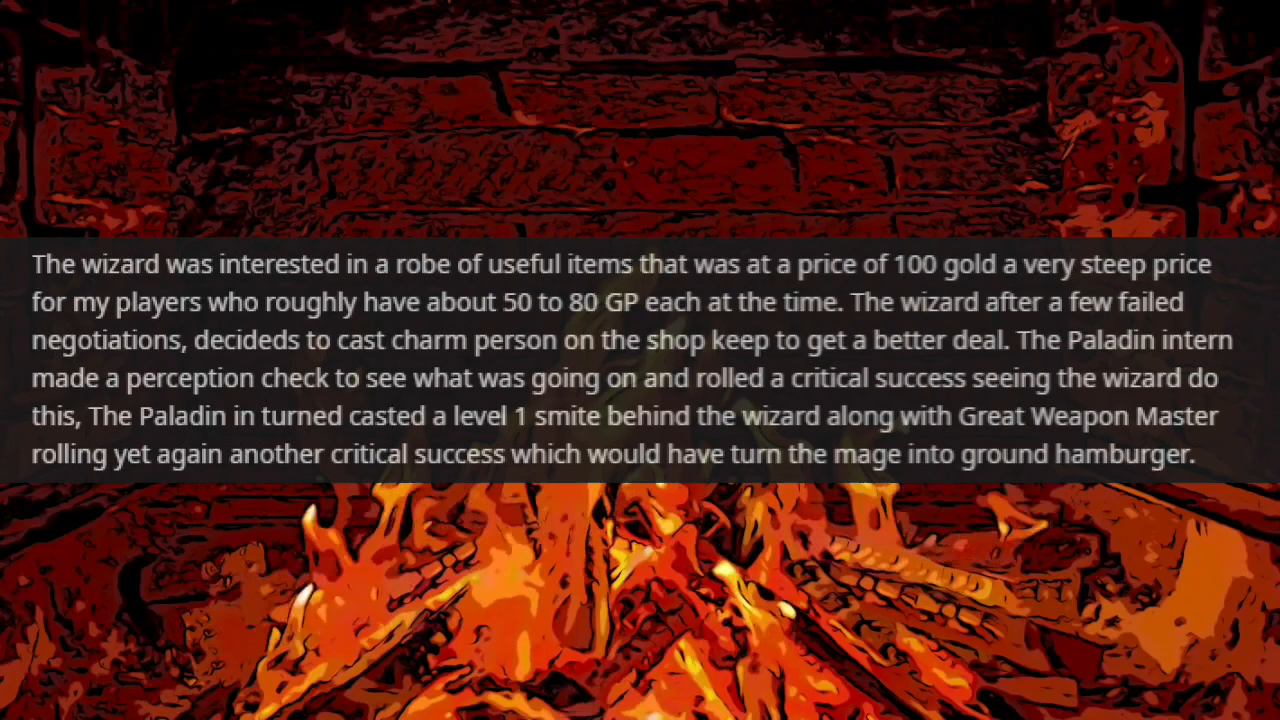 The wizard was interested in a robe of useful items that was at a price of 100 gold a very steep price
for my players who roughly have about 50 to 80 GP each at the time. The wizard after a few failed
negotiations, decideds to cast charm person on the shop keep to get a better deal. The Paladin intern
made a perception check to see what was going on and rolled a critical success seeing the wizard do
this, The Paladin in turned casted a level 1 smite behind the wizard along with Great Weapon Master
rolling yet again another critical success which would have turn the mage into ground hamburger.